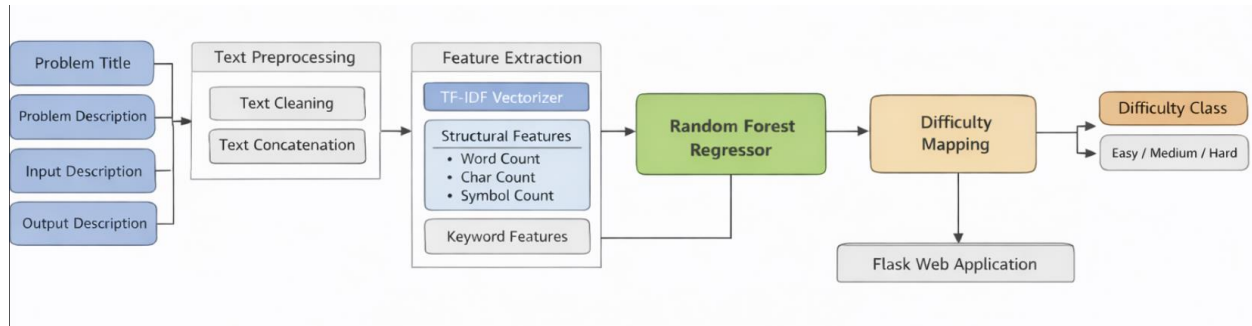 Problem Title
Problem Description
Input Description
Output Description
Text Preprocessing
Text Cleaning
Text Concatenation
Feature Extraction
TF-IDF Vectorizer
Structural Features
• Word Count
• Char Count
• Symbol Count
Keyword Features
Random Forest
Regressor
Difficulty
Mapping
Difficulty Class
Easy / Medium / Hard
Flask Web Application